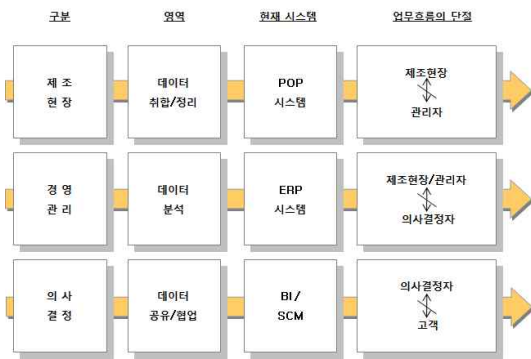 구분 영역 현재 시스템 업무흐름의 단절
제 조
현 장
데이터
취합/정리
POP
시스템
제조현장
관리자
경 영
관 리
데이터
분석
ERP
시스템
제조현장/관리자
의사결정자
의 사
결 정
데이터
공유/협업
BI /
SCM
의사결정자
고객